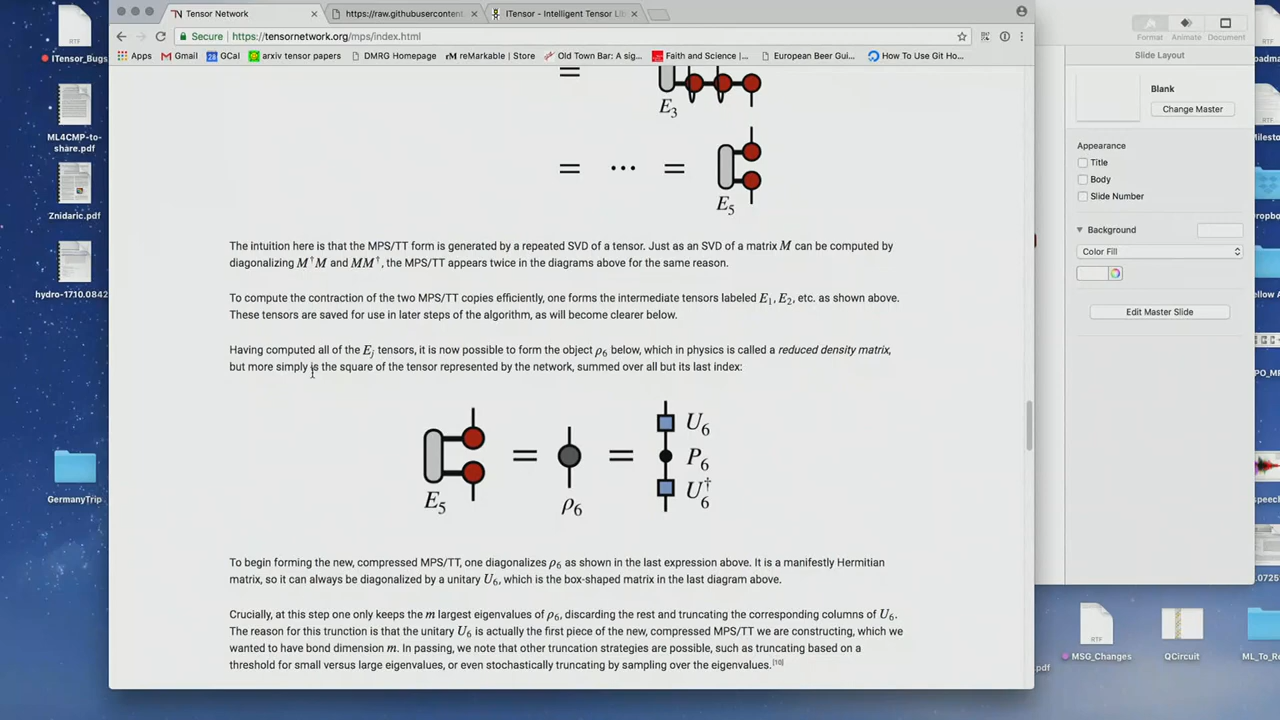 Tensor Network
https://raw.githubusercontent
ITensor - Intelligent Tensor Lib
Secure
https://tensornetwork.org/mps/index.html
Apps
Gmail
GCal
arxiv tensor papers
DMRG Homepage
reMarkable | Store
Old Town Bar: A sig...
Faith and Science |...
European Beer Gui...
How To Use Git Ho...
Format
Animate
Document
Slide Layout
Blank
Change Master
Appearance
Title
Body
Slide Number
Background
Color Fill
Edit Master Slide
ITensor_Bugs
ML4CMP-to-
share.pdf
Znidaric.pdf
hydro-1710.0842
GermanyTrip
= E₃
= ⋯ = E₅
The intuition here is that the MPS/TT form is generated by a repeated SVD of a tensor. Just as an SVD of a matrix M can be computed by
diagonalizing M†M and MM†, the MPS/TT appears twice in the diagrams above for the same reason.
To compute the contraction of the two MPS/TT copies efficiently, one forms the intermediate tensors labeled E₁, E₂, etc. as shown above.
These tensors are saved for use in later steps of the algorithm, as will become clearer below.
Having computed all of the Eⱼ tensors, it is now possible to form the object ρ₆ below, which in physics is called a reduced density matrix,
but more simply is the square of the tensor represented by the network, summed over all but its last index:
U₆
= = P₆
U₆†
E₅ ρ₆
To begin forming the new, compressed MPS/TT, one diagonalizes ρ₆ as shown in the last expression above. It is a manifestly Hermitian
matrix, so it can always be diagonalized by a unitary U₆, which is the box-shaped matrix in the last diagram above.
Crucially, at this step one only keeps the m largest eigenvalues of ρ₆, discarding the rest and truncating the corresponding columns of U₆.
The reason for this trunction is that the unitary U₆ is actually the first piece of the new, compressed MPS/TT we are constructing, which we
wanted to have bond dimension m. In passing, we note that other truncation strategies are possible, such as truncating based on a
threshold for small versus large eigenvalues, or even stochastically truncating by sampling over the eigenvalues.[10]
RTF
MSG_Changes
QCircuit
ML_To_Re
.pdf